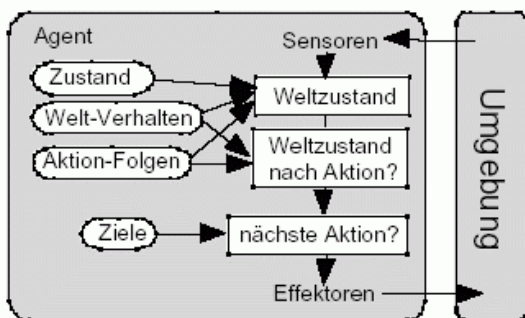 Agent
Sensoren
Zustand
Weltzustand
Welt-Verhalten
Aktion-Folgen
Weltzustand
nach Aktion?
Ziele
nächste Aktion?
Effektoren
Umgebung